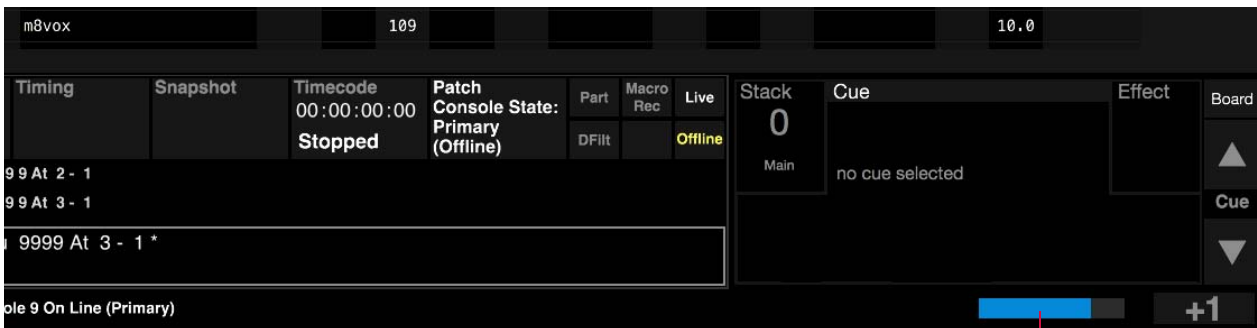 m8vox 109 10.0
Timing Snapshot Timecode Patch Part Macro Rec Live Stack Cue Effect Board
00:00:00:00 Console State:
Stopped Primary DFilt Offline 0
(Offline) Main no cue selected
9 9 At 2 - 1
9 9 At 3 - 1 Cue
9999 At 3 - 1 *
ole 9 On Line (Primary) +1